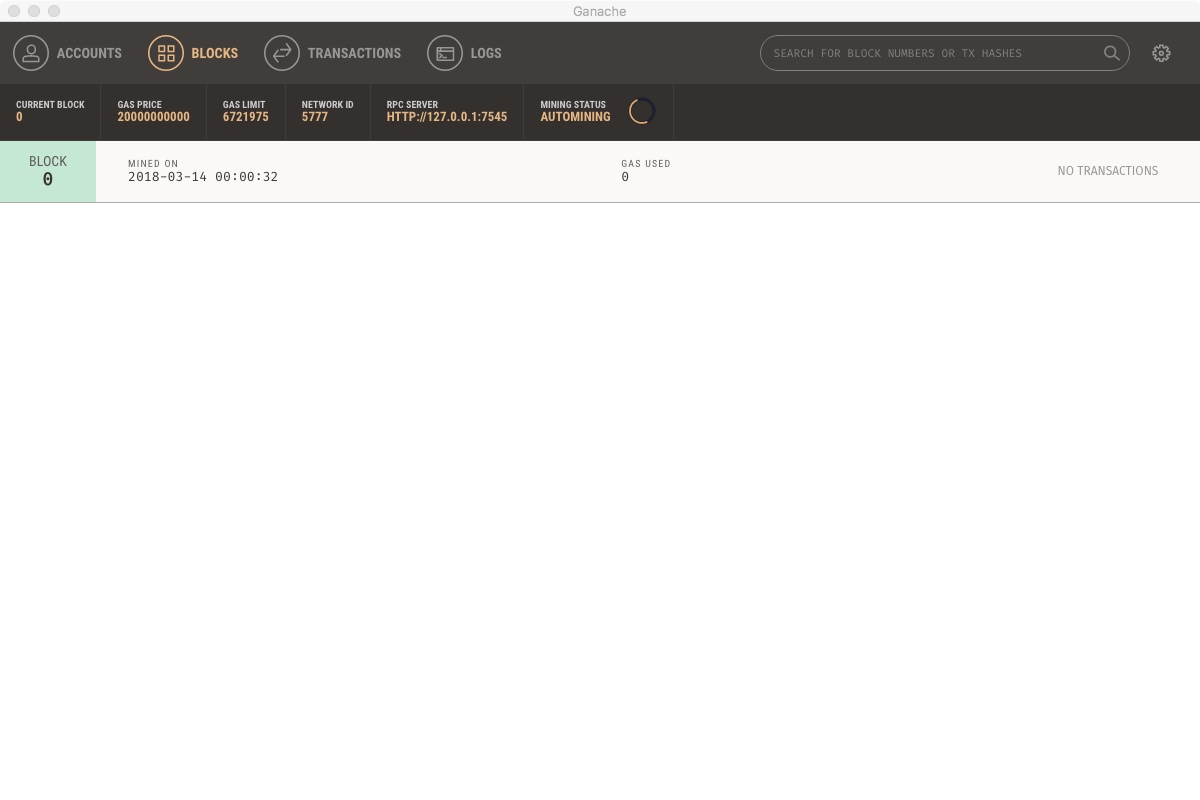 Ganache
ACCOUNTS BLOCKS TRANSACTIONS LOGS SEARCH FOR BLOCK NUMBERS OR TX HASHES
CURRENT BLOCK GAS PRICE GAS LIMIT NETWORK ID RPC SERVER MINING STATUS
0 20000000000 6721975 5777 HTTP://127.0.0.1:7545 AUTOMINING
BLOCK MINED ON GAS USED
0 2018-03-14 00:00:32 0 NO TRANSACTIONS